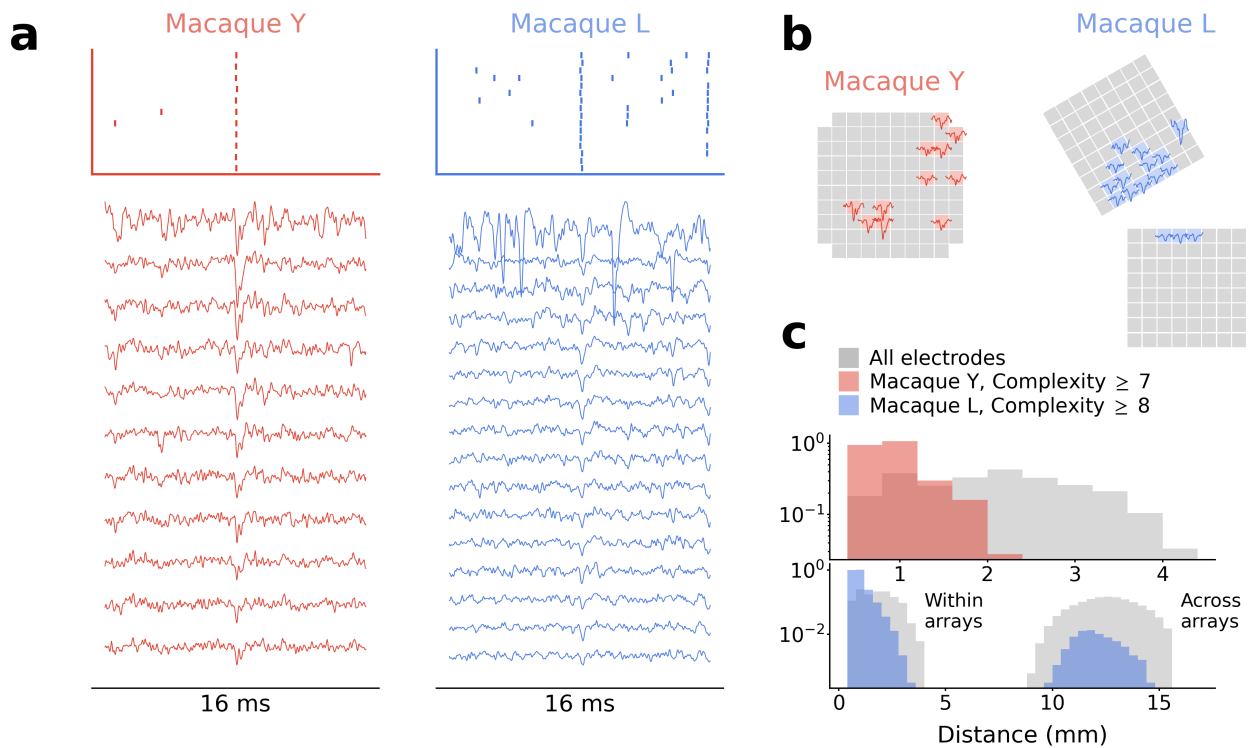 a
Macaque Y
Macaque L
16 ms
16 ms
b
Macaque Y
Macaque L
c
All electrodes
Macaque Y, Complexity ≥ 7
Macaque L, Complexity ≥ 8
10⁰
10⁻¹
1 2 3 4
10⁰
10⁻²
Within
arrays
Across
arrays
0 5 10 15
Distance (mm)